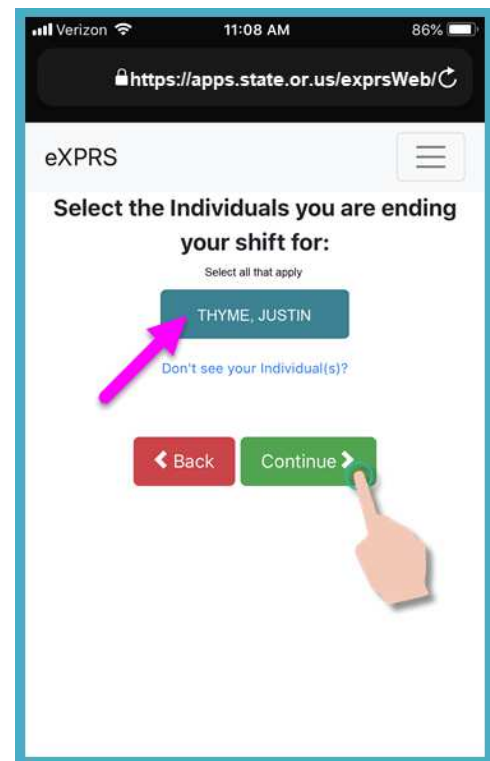 Verizon 11:08 AM 86%
https://apps.state.or.us/exprsWeb/
eXPRS
Select the Individuals you are ending
your shift for:
Select all that apply
THYME, JUSTIN
Don't see your Individual(s)?
Back Continue